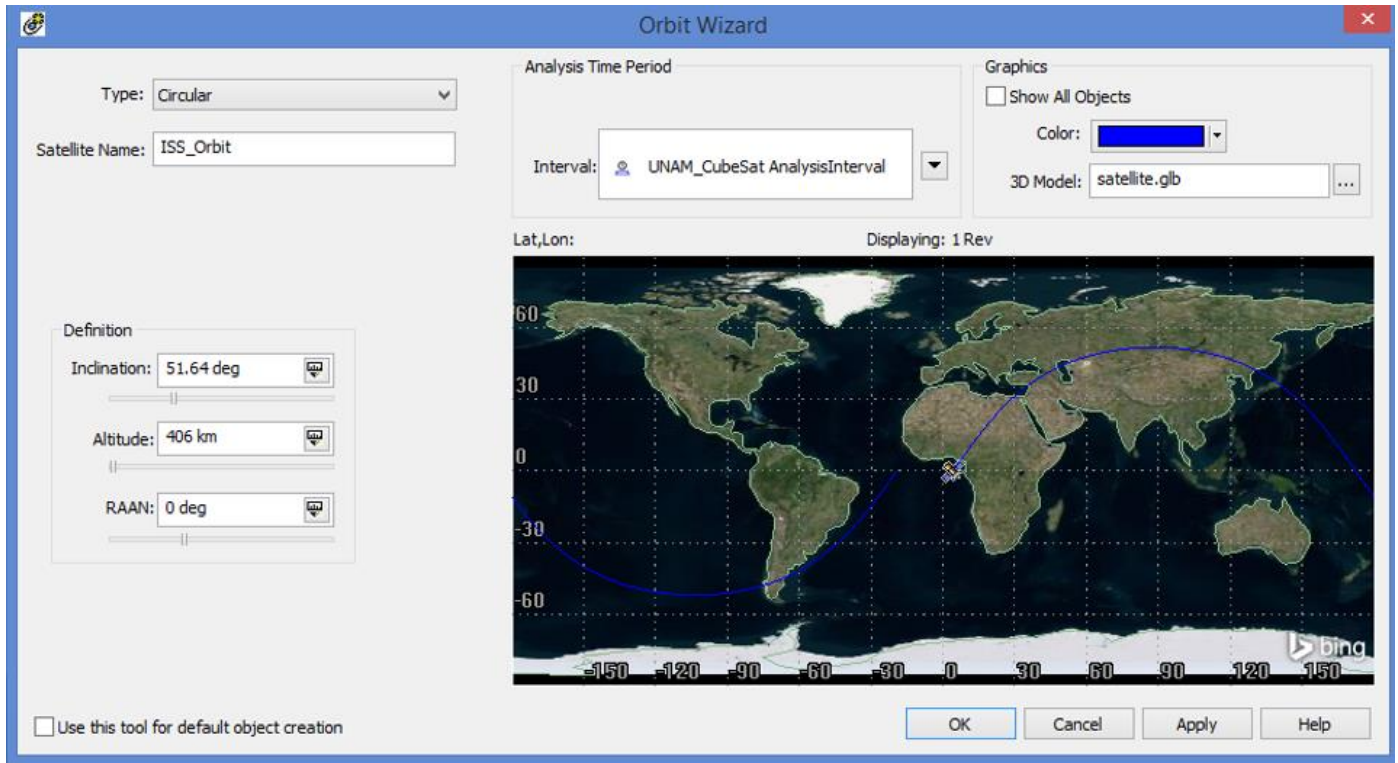 Orbit Wizard
Type: Circular
Satellite Name: ISS_Orbit
Analysis Time Period
Interval: UNAM_CubeSat AnalysisInterval
Graphics
Show All Objects
Color:
3D Model: satellite.glb ...
Lat,Lon: Displaying: 1 Rev
Definition
Inclination: 51.64 deg
Altitude: 406 km
RAAN: 0 deg
60
30
0
-30
-60
-150 -120 -90 -60 -30 0 30 60 90 120 150
bing
Use this tool for default object creation
OK Cancel Apply Help